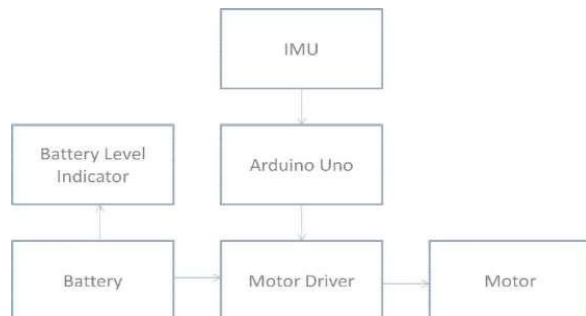 IMU
Battery Level
Indicator
Arduino Uno
Battery
Motor Driver
Motor